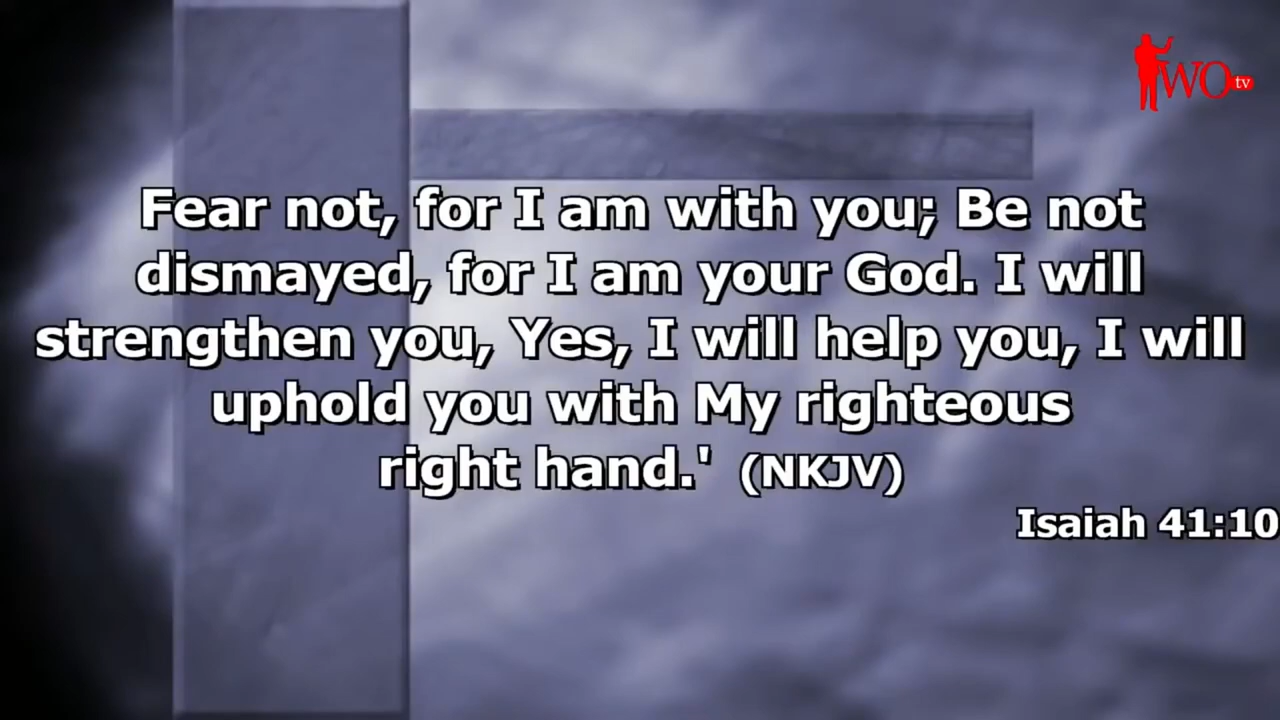 WO tv
Fear not, for I am with you; Be not
dismayed, for I am your God. I will
strengthen you, Yes, I will help you, I will
uphold you with My righteous
right hand.' (NKJV)
Isaiah 41:10